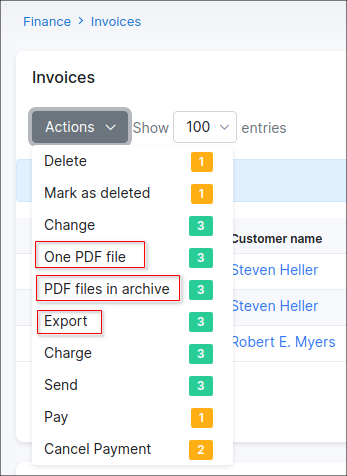 Finance > Invoices
Invoices
Actions Show 100 entries
Delete 1
Mark as deleted 1
Change 3
Customer name
One PDF file 3
Steven Heller
PDF files in archive 3
Steven Heller
Export 3
Robert E. Myers
Charge 3
Send 3
Pay 1
Cancel Payment 2